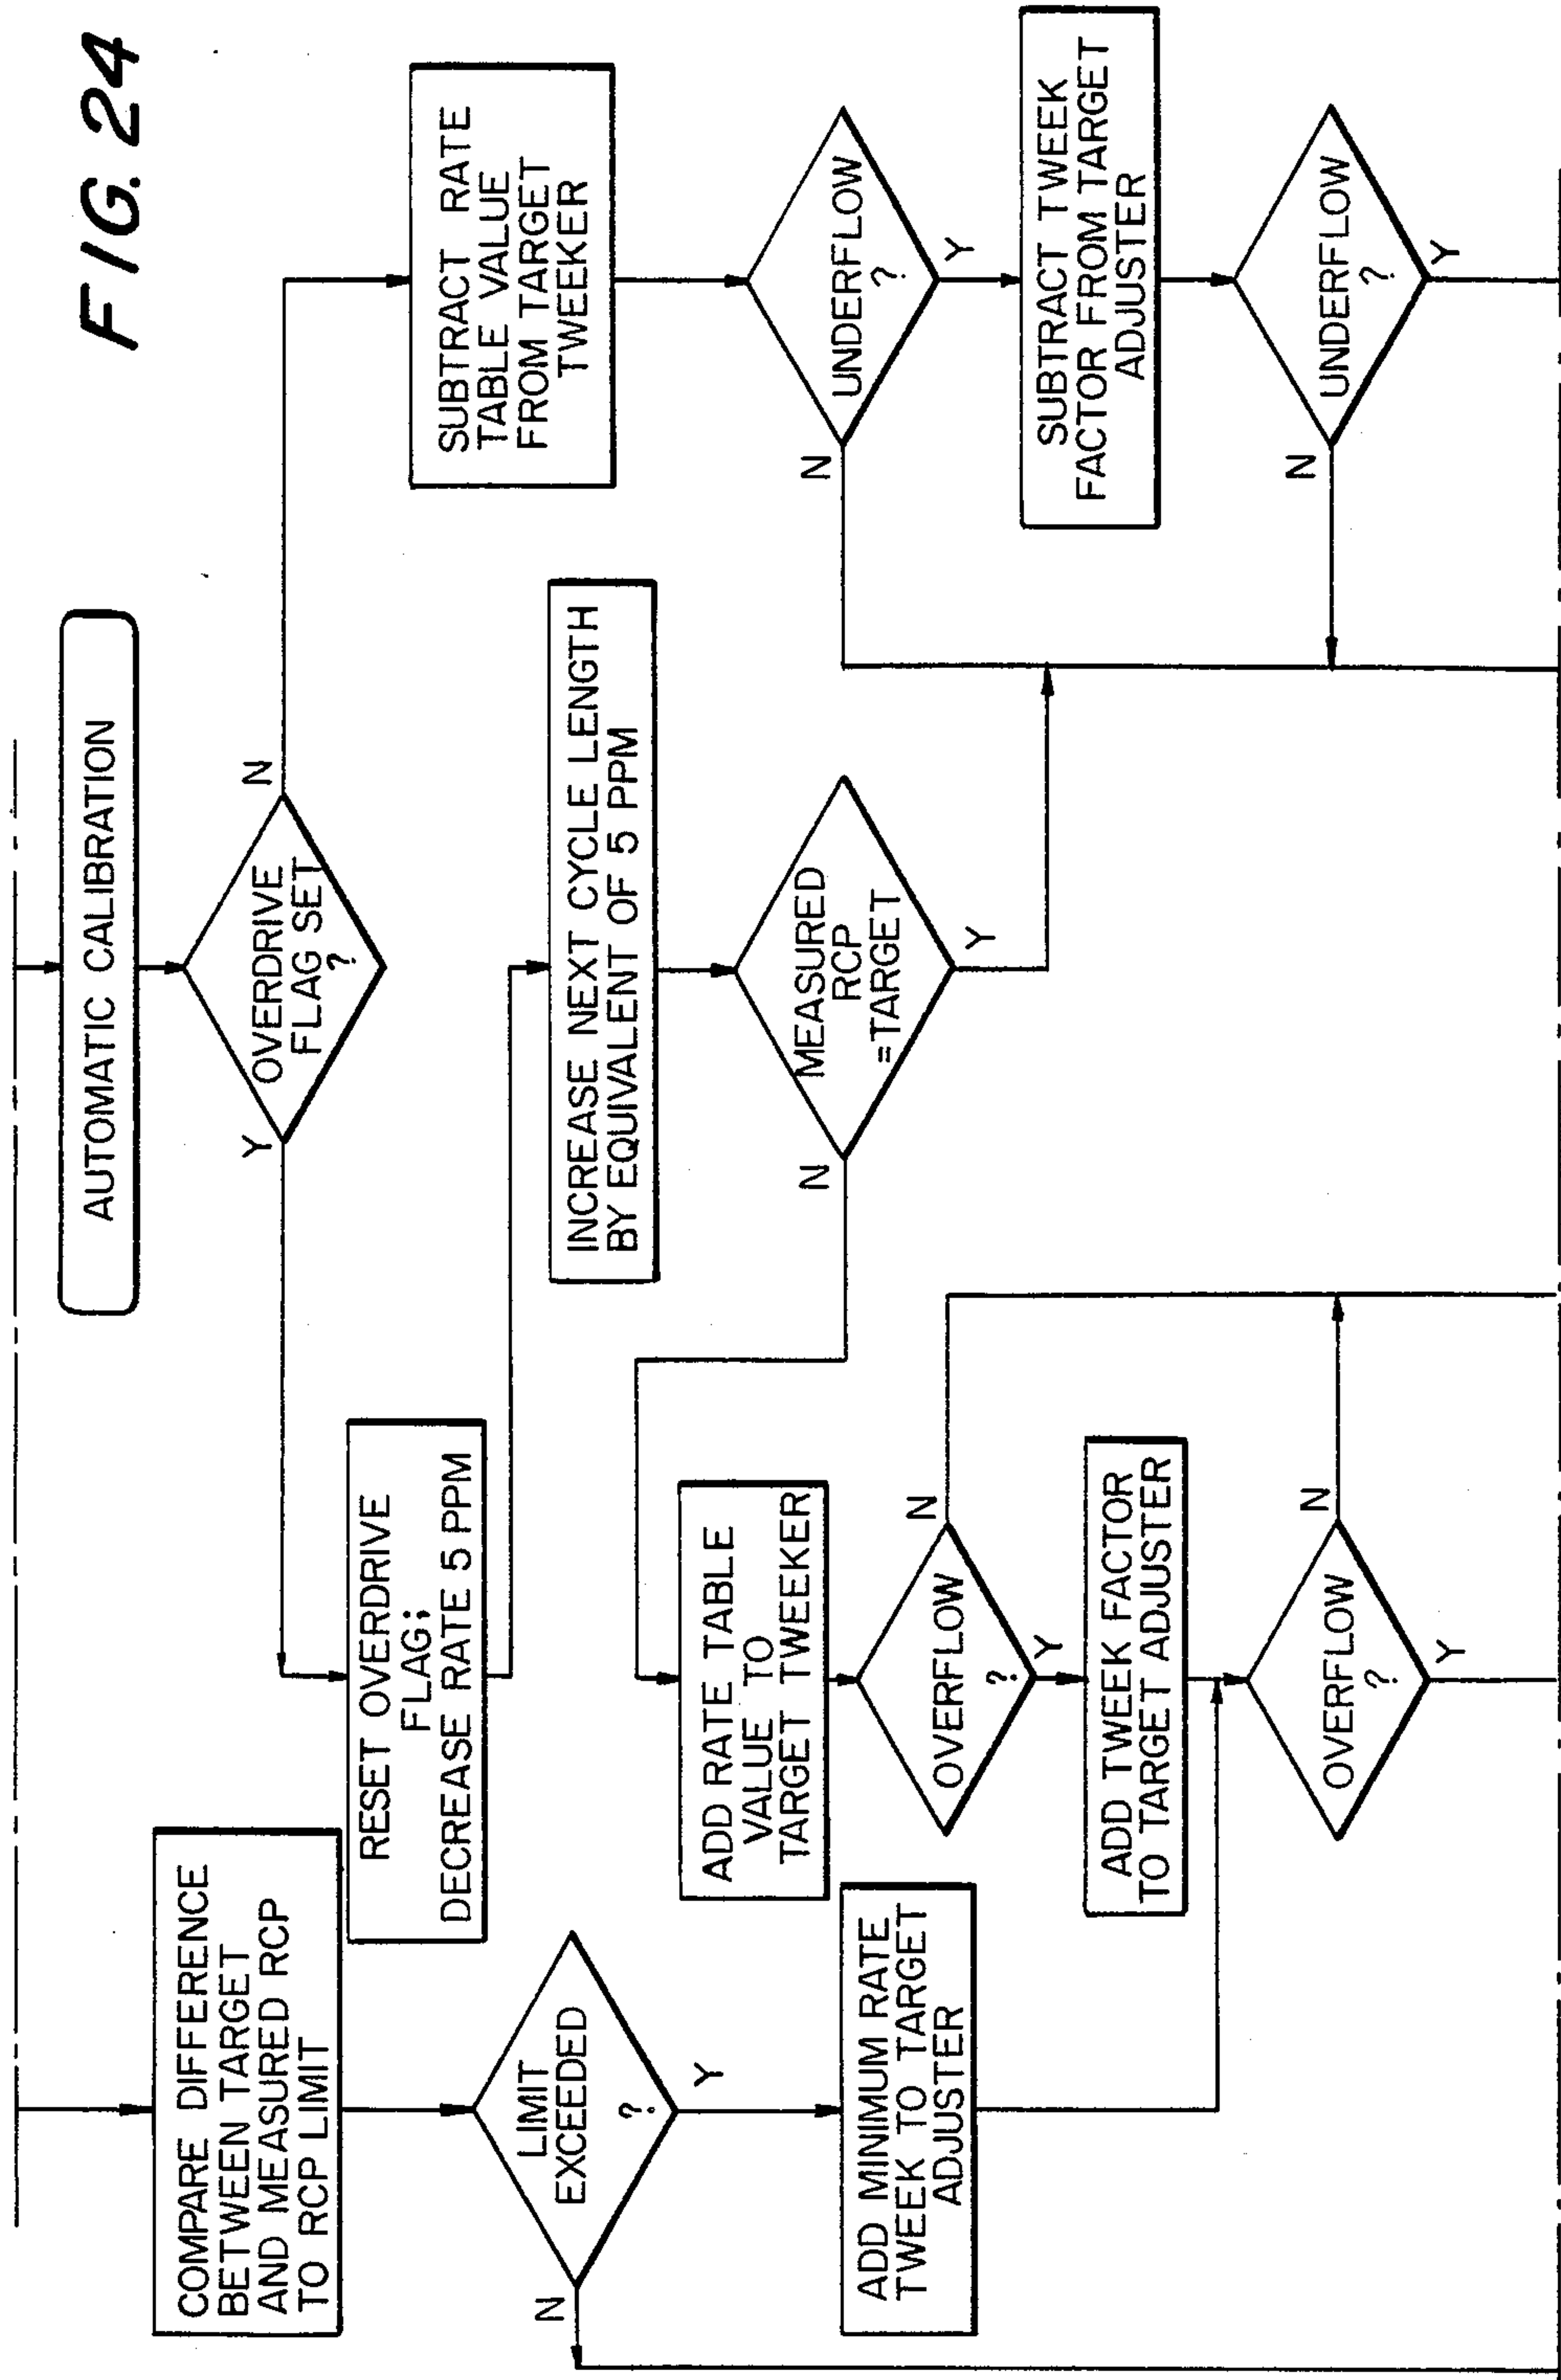 FIG. 24
AUTOMATIC CALIBRATION
OVERDRIVE
FLAG SET
?
Y
N
COMPARE DIFFERENCE
BETWEEN TARGET
AND MEASURED RCP
TO RCP LIMIT
RESET OVERDRIVE
FLAG;
DECREASE RATE 5 PPM
SUBTRACT RATE
TABLE VALUE
FROM TARGET
TWEEKER
LIMIT
EXCEEDED
?
N
Y
INCREASE NEXT CYCLE LENGTH
BY EQUIVALENT OF 5 PPM
MEASURED
RCP
=TARGET
N
Y
UNDERFLOW
?
N
Y
ADD RATE TABLE
VALUE TO
TARGET TWEEKER
OVERFLOW
?
N
Y
ADD MINIMUM RATE
TWEEK TO TARGET
ADJUSTER
ADD TWEEK FACTOR
TO TARGET ADJUSTER
SUBTRACT TWEEK
FACTOR FROM TARGET
ADJUSTER
OVERFLOW
?
N
Y
UNDERFLOW
?
N
Y